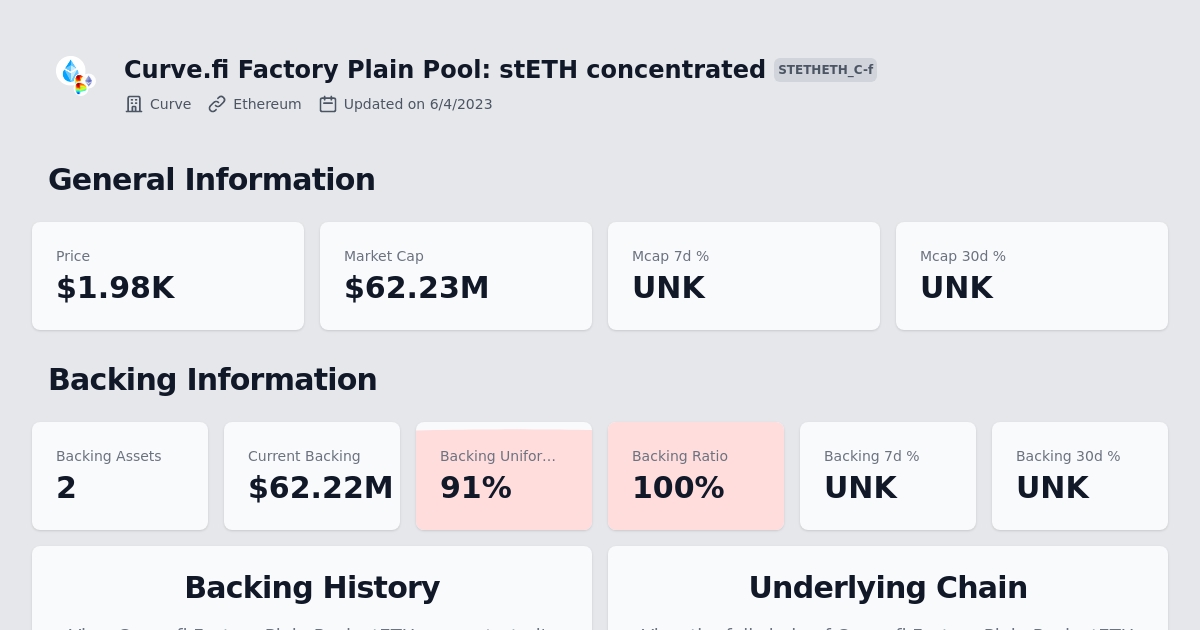 Curve.fi Factory Plain Pool: stETH concentrated STETHETH_C-f
Curve Ethereum Updated on 6/4/2023
General Information
Price
$1.98K
Market Cap
$62.23M
Mcap 7d %
UNK
Mcap 30d %
UNK
Backing Information
Backing Assets
2
Current Backing
$62.22M
Backing Unifor...
91%
Backing Ratio
100%
Backing 7d %
UNK
Backing 30d %
UNK
Backing History
Underlying Chain